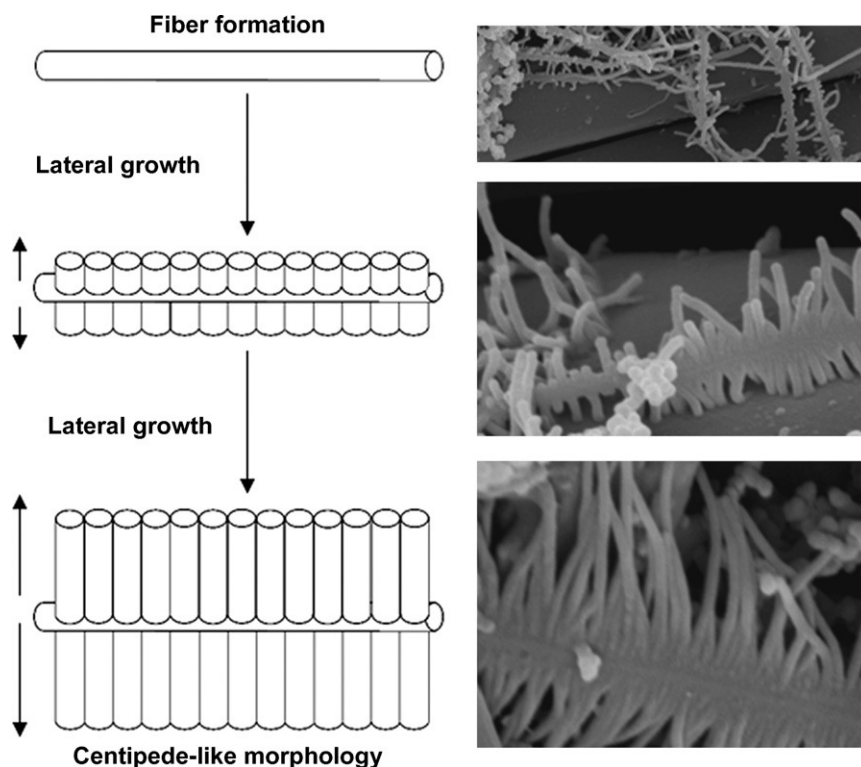 Fiber formation
Lateral growth
Lateral growth
Centipede-like morphology